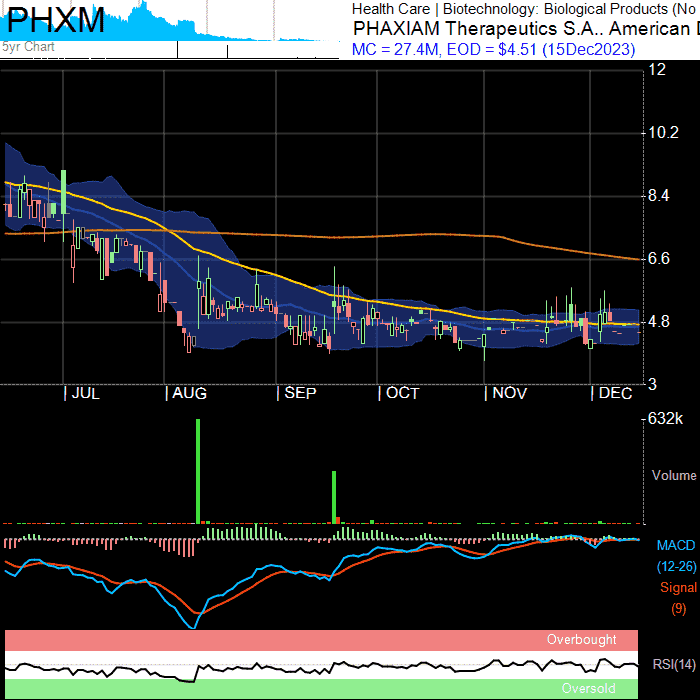 PHXM
5yr Chart
Health Care | Biotechnology: Biological Products (No
PHAXIAM Therapeutics S.A.. American
MC = 27.4M, EOD = $4.51 (15Dec2023)
12
10.2
8.4
6.6
4.8
3
| JUL | AUG | SEP | OCT | NOV | DEC
632k
Volume
MACD
(12-26)
Signal
(9)
Overbought
RSI(14)
Oversold